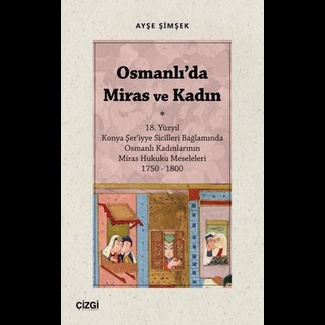 AYŞE ŞİMŞEK
Osmanlı'da
Miras ve Kadın
*
18. Yüzyıl
Konya Şer'iyye Sicilleri Bağlamında
Osmanlı Kadınlarının
Miras Hukuku Meseleleri
1750 - 1800
ÇİZGİ